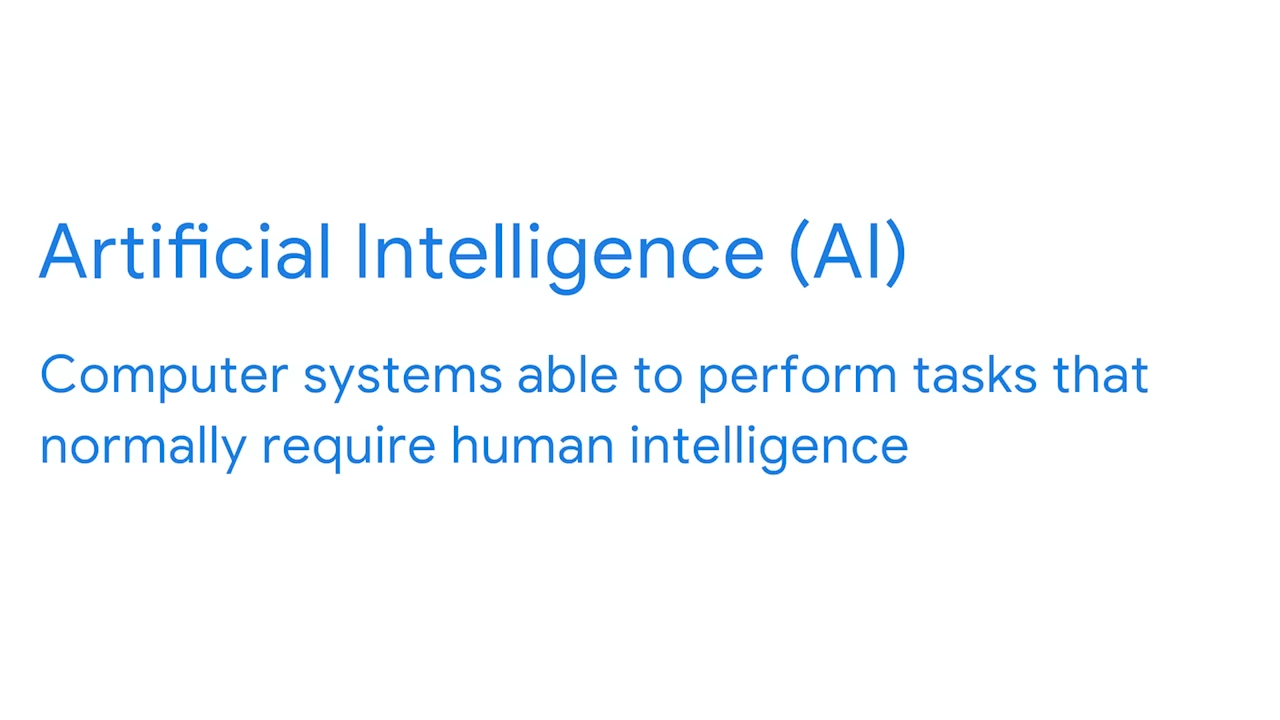 Artificial Intelligence (AI)
Computer systems able to perform tasks that
normally require human intelligence